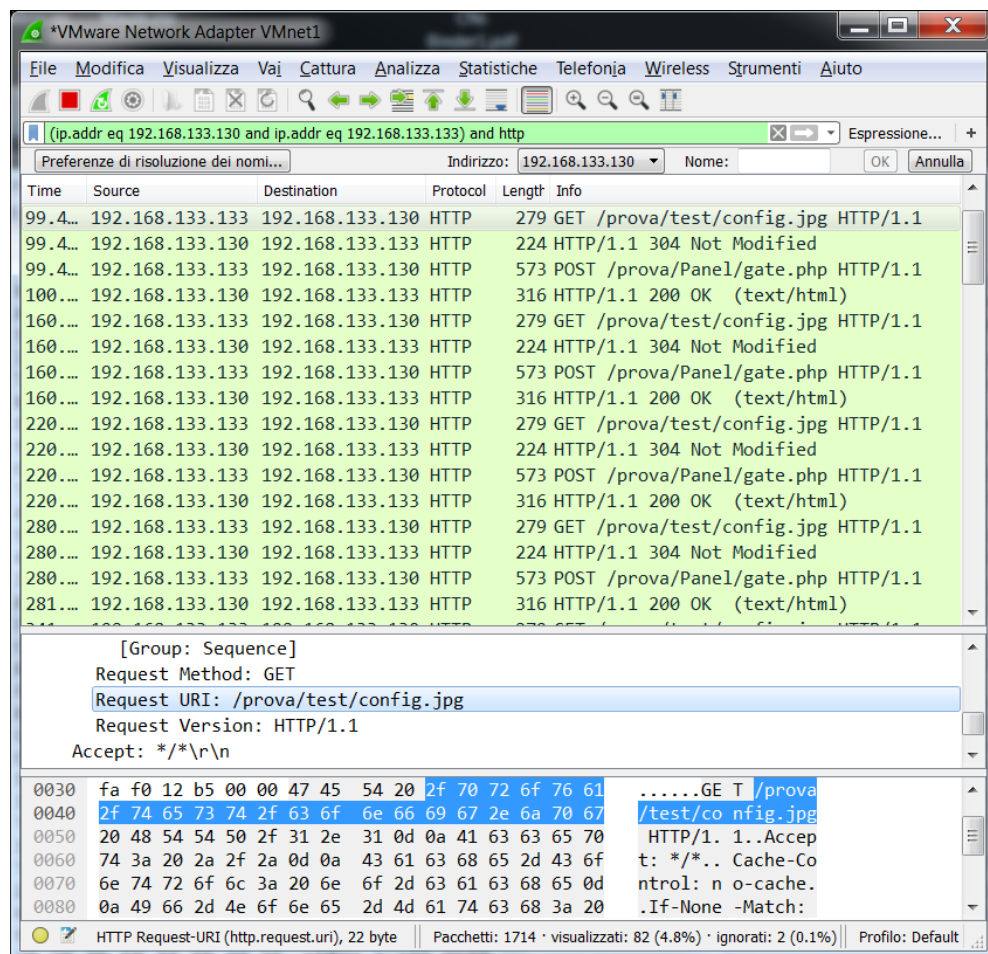 *VMware Network Adapter VMnet1
File Modifica Visualizza Vai Cattura Analizza Statistiche Telefonia Wireless Strumenti Aiuto
(ip.addr eq 192.168.133.130 and ip.addr eq 192.168.133.133) and http Espressione... +
Preferenze di risoluzione dei nomi... Indirizzo: 192.168.133.130 Nome: OK Annulla
Time Source Destination Protocol Length Info
99.4… 192.168.133.133 192.168.133.130 HTTP 279 GET /prova/test/config.jpg HTTP/1.1
99.4… 192.168.133.130 192.168.133.133 HTTP 224 HTTP/1.1 304 Not Modified
99.4… 192.168.133.133 192.168.133.130 HTTP 573 POST /prova/Panel/gate.php HTTP/1.1
100.… 192.168.133.130 192.168.133.133 HTTP 316 HTTP/1.1 200 OK (text/html)
160.… 192.168.133.133 192.168.133.130 HTTP 279 GET /prova/test/config.jpg HTTP/1.1
160.… 192.168.133.130 192.168.133.133 HTTP 224 HTTP/1.1 304 Not Modified
160.… 192.168.133.133 192.168.133.130 HTTP 573 POST /prova/Panel/gate.php HTTP/1.1
160.… 192.168.133.130 192.168.133.133 HTTP 316 HTTP/1.1 200 OK (text/html)
220.… 192.168.133.133 192.168.133.130 HTTP 279 GET /prova/test/config.jpg HTTP/1.1
220.… 192.168.133.130 192.168.133.133 HTTP 224 HTTP/1.1 304 Not Modified
220.… 192.168.133.133 192.168.133.130 HTTP 573 POST /prova/Panel/gate.php HTTP/1.1
220.… 192.168.133.130 192.168.133.133 HTTP 316 HTTP/1.1 200 OK (text/html)
280.… 192.168.133.133 192.168.133.130 HTTP 279 GET /prova/test/config.jpg HTTP/1.1
280.… 192.168.133.130 192.168.133.133 HTTP 224 HTTP/1.1 304 Not Modified
280.… 192.168.133.133 192.168.133.130 HTTP 573 POST /prova/Panel/gate.php HTTP/1.1
281.… 192.168.133.130 192.168.133.133 HTTP 316 HTTP/1.1 200 OK (text/html)
[Group: Sequence]
Request Method: GET
Request URI: /prova/test/config.jpg
Request Version: HTTP/1.1
Accept: */*\r\n
0030 fa f0 12 b5 00 00 47 45 54 20 2f 70 72 6f 76 61 ......GE T /prova
0040 2f 74 65 73 74 2f 63 6f 6e 66 69 67 2e 6a 70 67 /test/co nfig.jpg
0050 20 48 54 54 50 2f 31 2e 31 0d 0a 41 63 63 65 70 HTTP/1. 1..Accep
0060 74 3a 20 2a 2f 2a 0d 0a 43 61 63 68 65 2d 43 6f t: */*.. Cache-Co
0070 6e 74 72 6f 6c 3a 20 6e 6f 2d 63 61 63 68 65 0d ntrol: n o-cache.
0080 0a 49 66 2d 4e 6f 6e 65 2d 4d 61 74 63 68 3a 20 .If-None -Match:
HTTP Request-URI (http.request.uri), 22 byte Pacchetti: 1714 · visualizzati: 82 (4.8%) · ignorati: 2 (0.1%) Profilo: Default